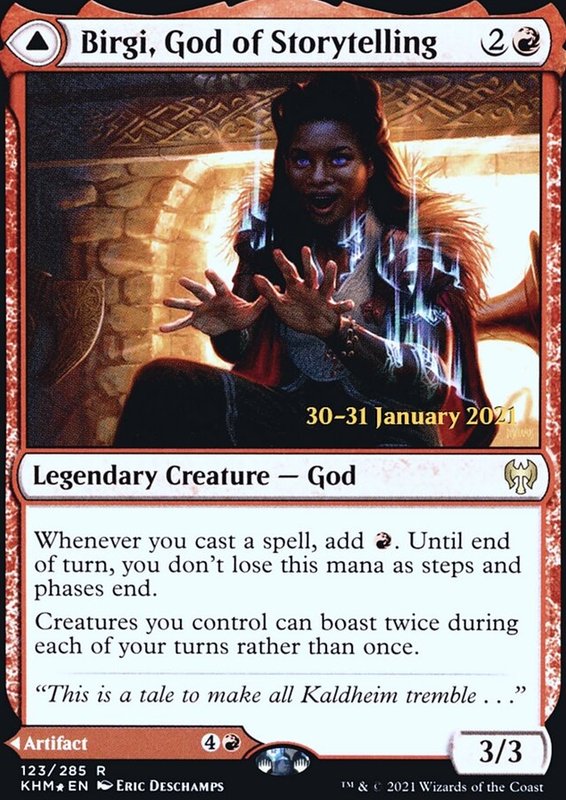 Birgi, God of Storytelling 2
30-31 January 2021
Legendary Creature — God
Whenever you cast a spell, add . Until end
of turn, you don't lose this mana as steps and
phases end.
Creatures you control can boast twice during
each of your turns rather than once.
"This is a tale to make all Kaldheim tremble . . ."
Artifact 4
3/3
123/285 R
KHM★EN Eric Deschamps
™ & © 2021 Wizards of the Coast